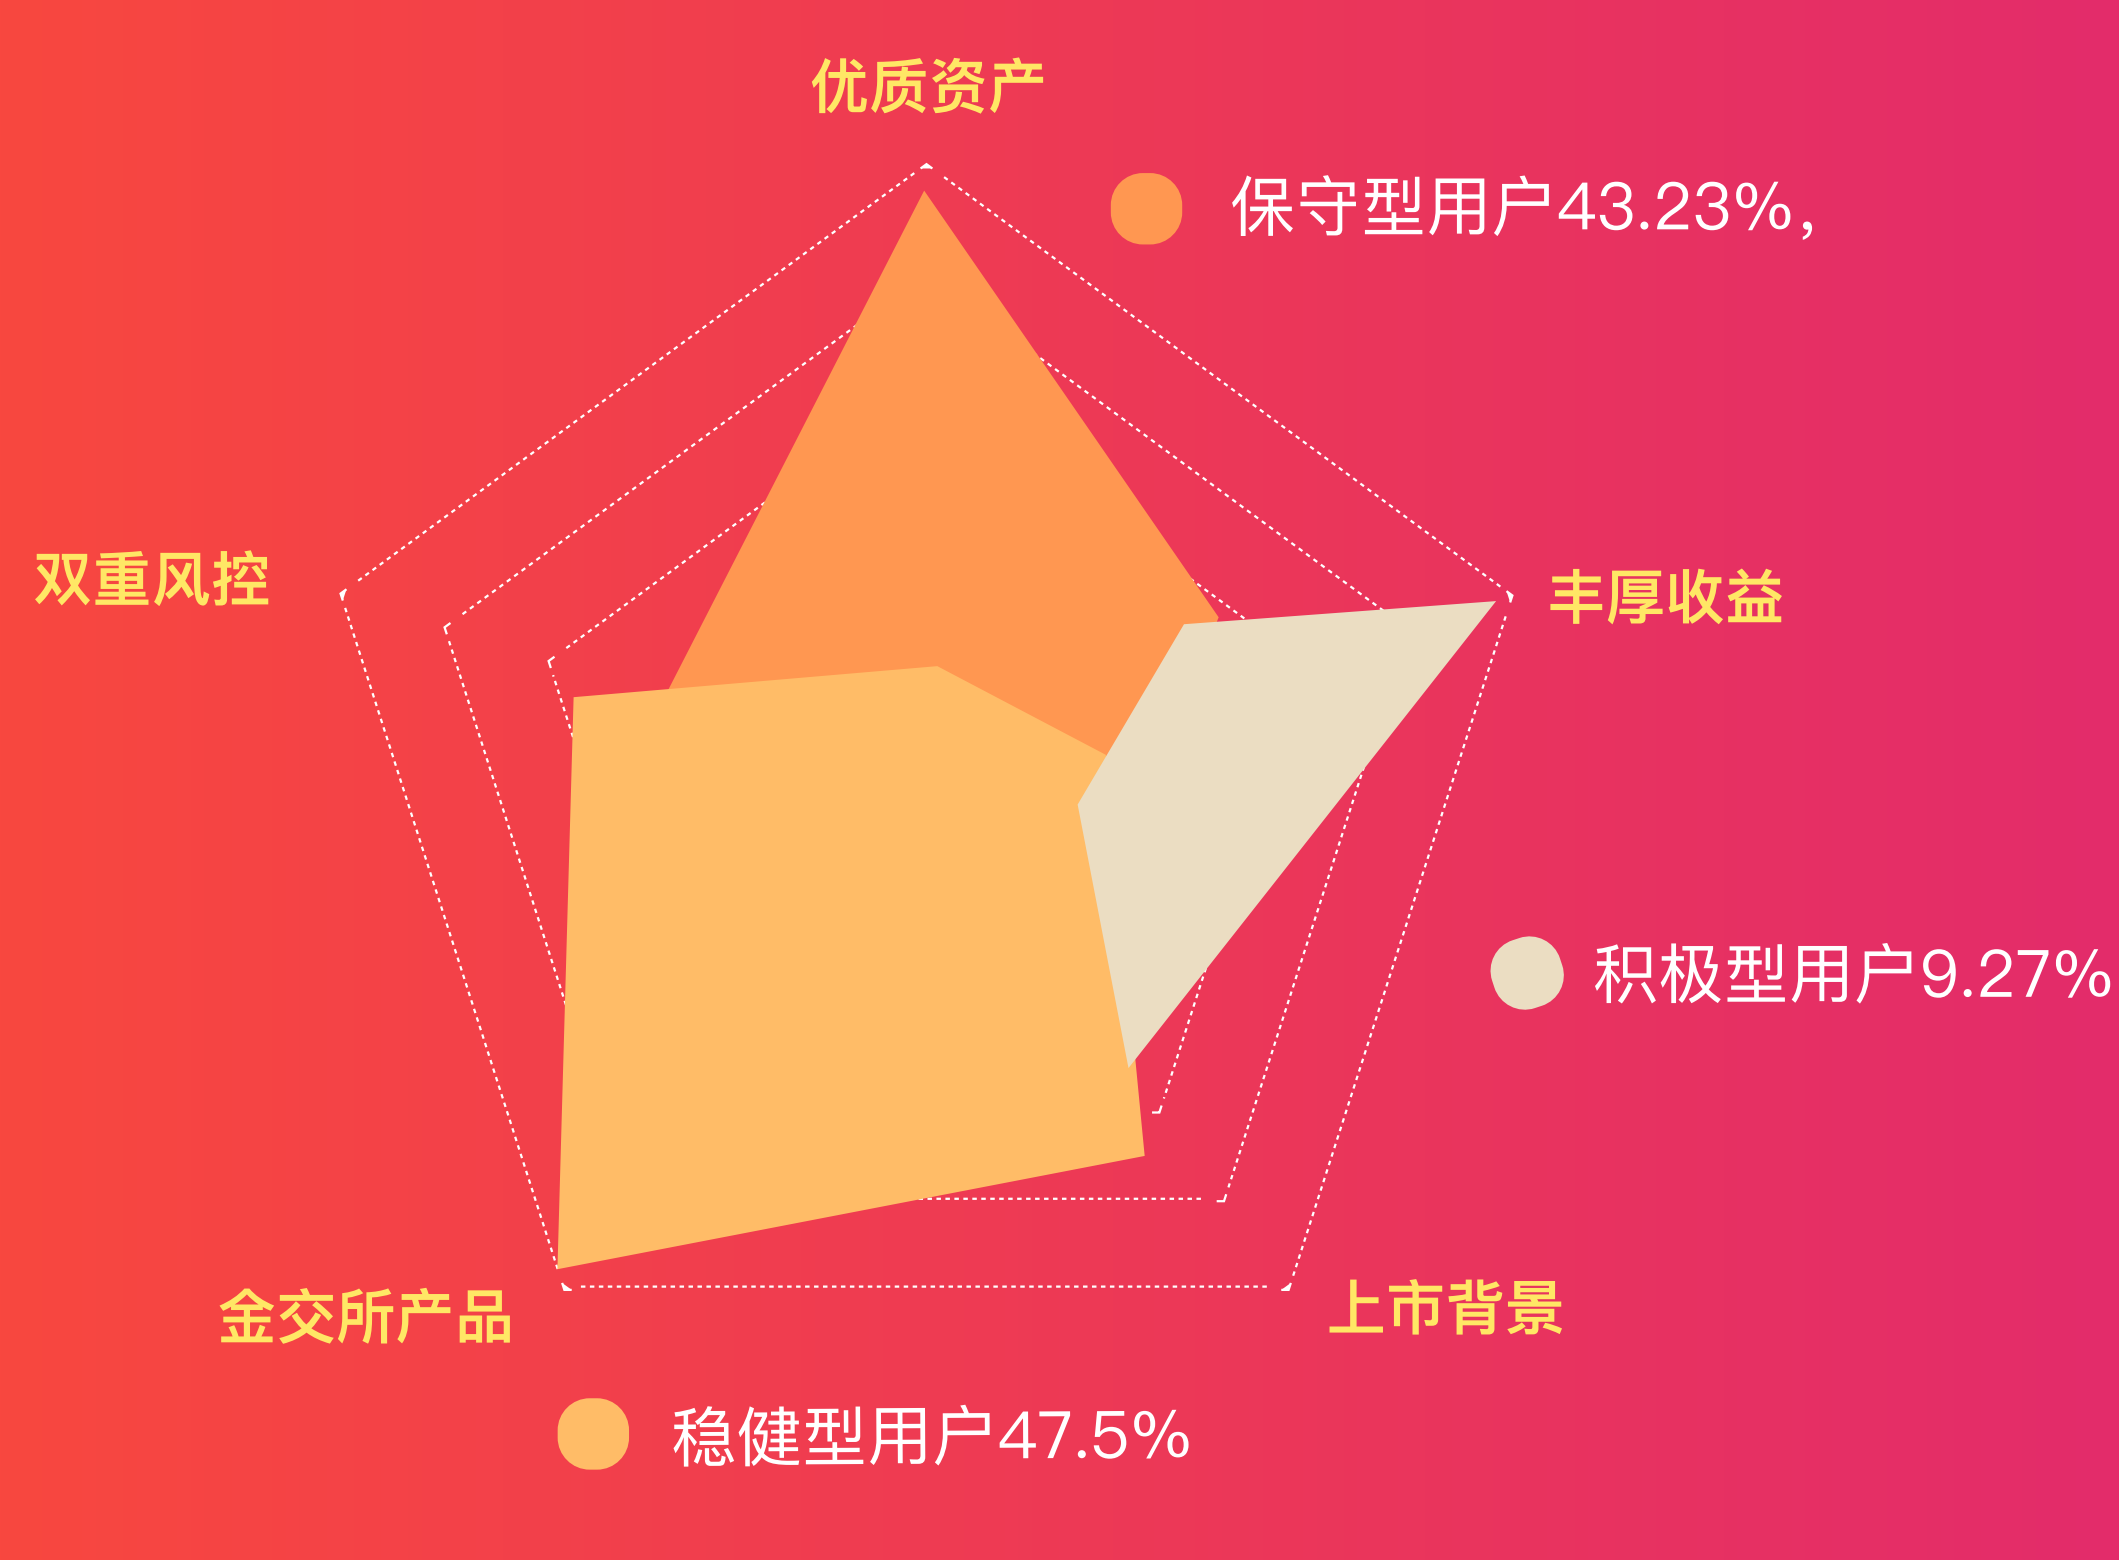 优质资产
保守型用户43.23%，
双重风控
丰厚收益
积极型用户9.27%
金交所产品
上市背景
稳健型用户47.5%